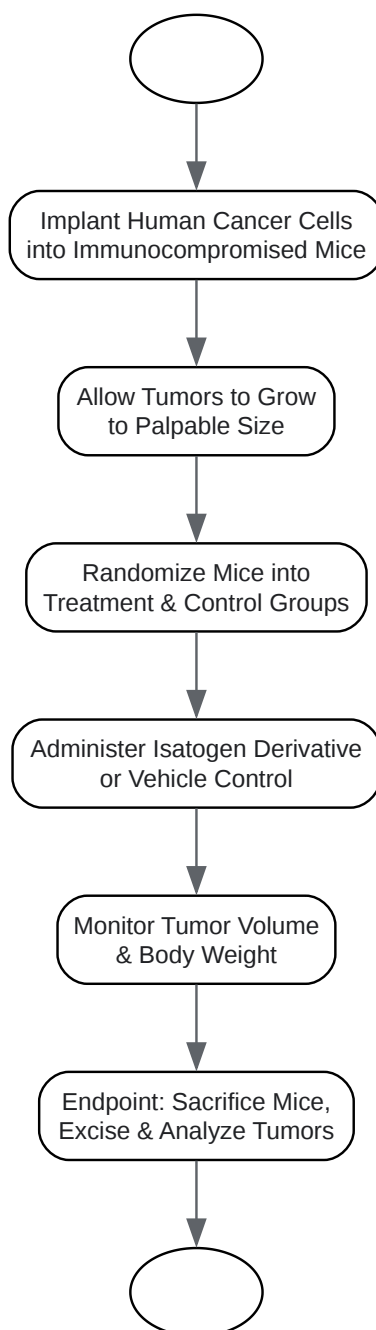 Implant Human Cancer Cells
into Immunocompromised Mice
Allow Tumors to Grow
to Palpable Size
Randomize Mice into
Treatment & Control Groups
Administer Isatogen Derivative
or Vehicle Control
Monitor Tumor Volume
& Body Weight
Endpoint: Sacrifice Mice,
Excise & Analyze Tumors